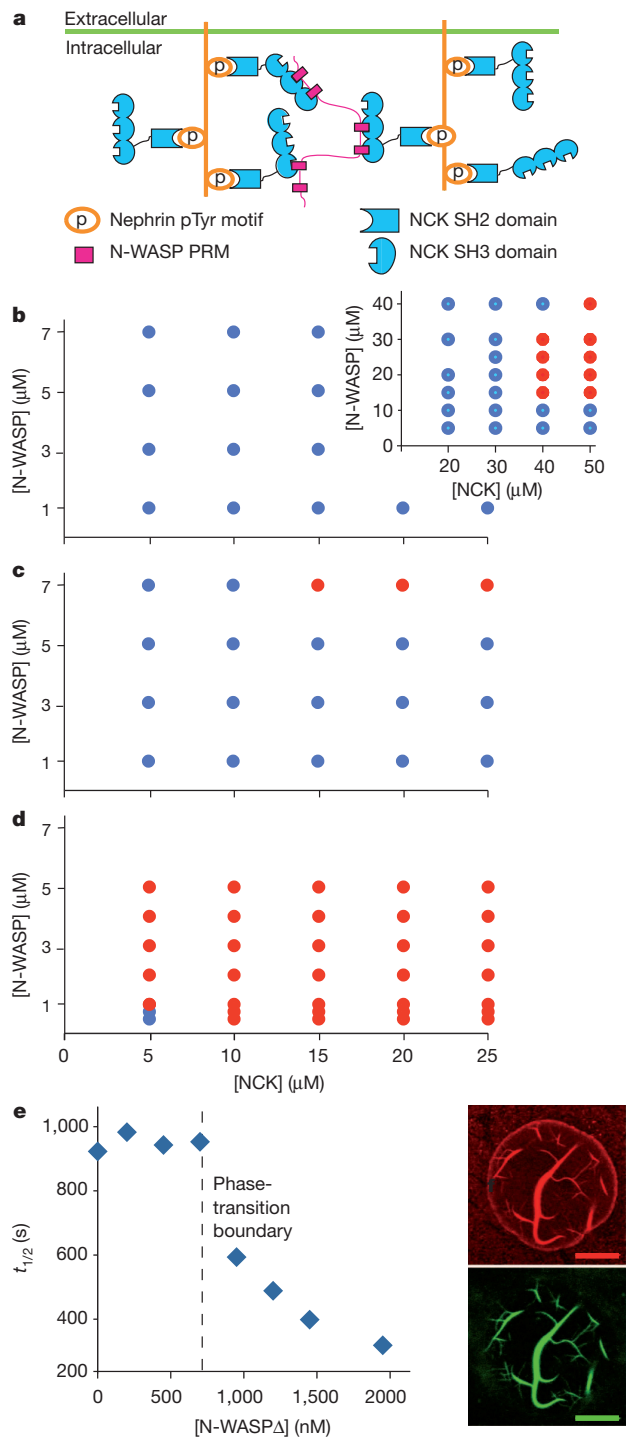 a
Extracellular
Intracellular
p p p p p p
Nephrin pTyr motif
NCK SH2 domain
N-WASP PRM
NCK SH3 domain
b
[N-WASP] (μM)
7
5
3
1
[N-WASP] (μM)
40
30
20
10
0
20 30 40 50
[NCK] (μM)
c
[N-WASP] (μM)
7
5
3
1
d
[N-WASP] (μM)
7
5
3
1
0 5 10 15 20 25
[NCK] (μM)
e
t1/2 (s)
1,000
800
600
400
200
Phase-
transition
boundary
0 500 1,000 1,500 2000
[N-WASPΔ] (nM)